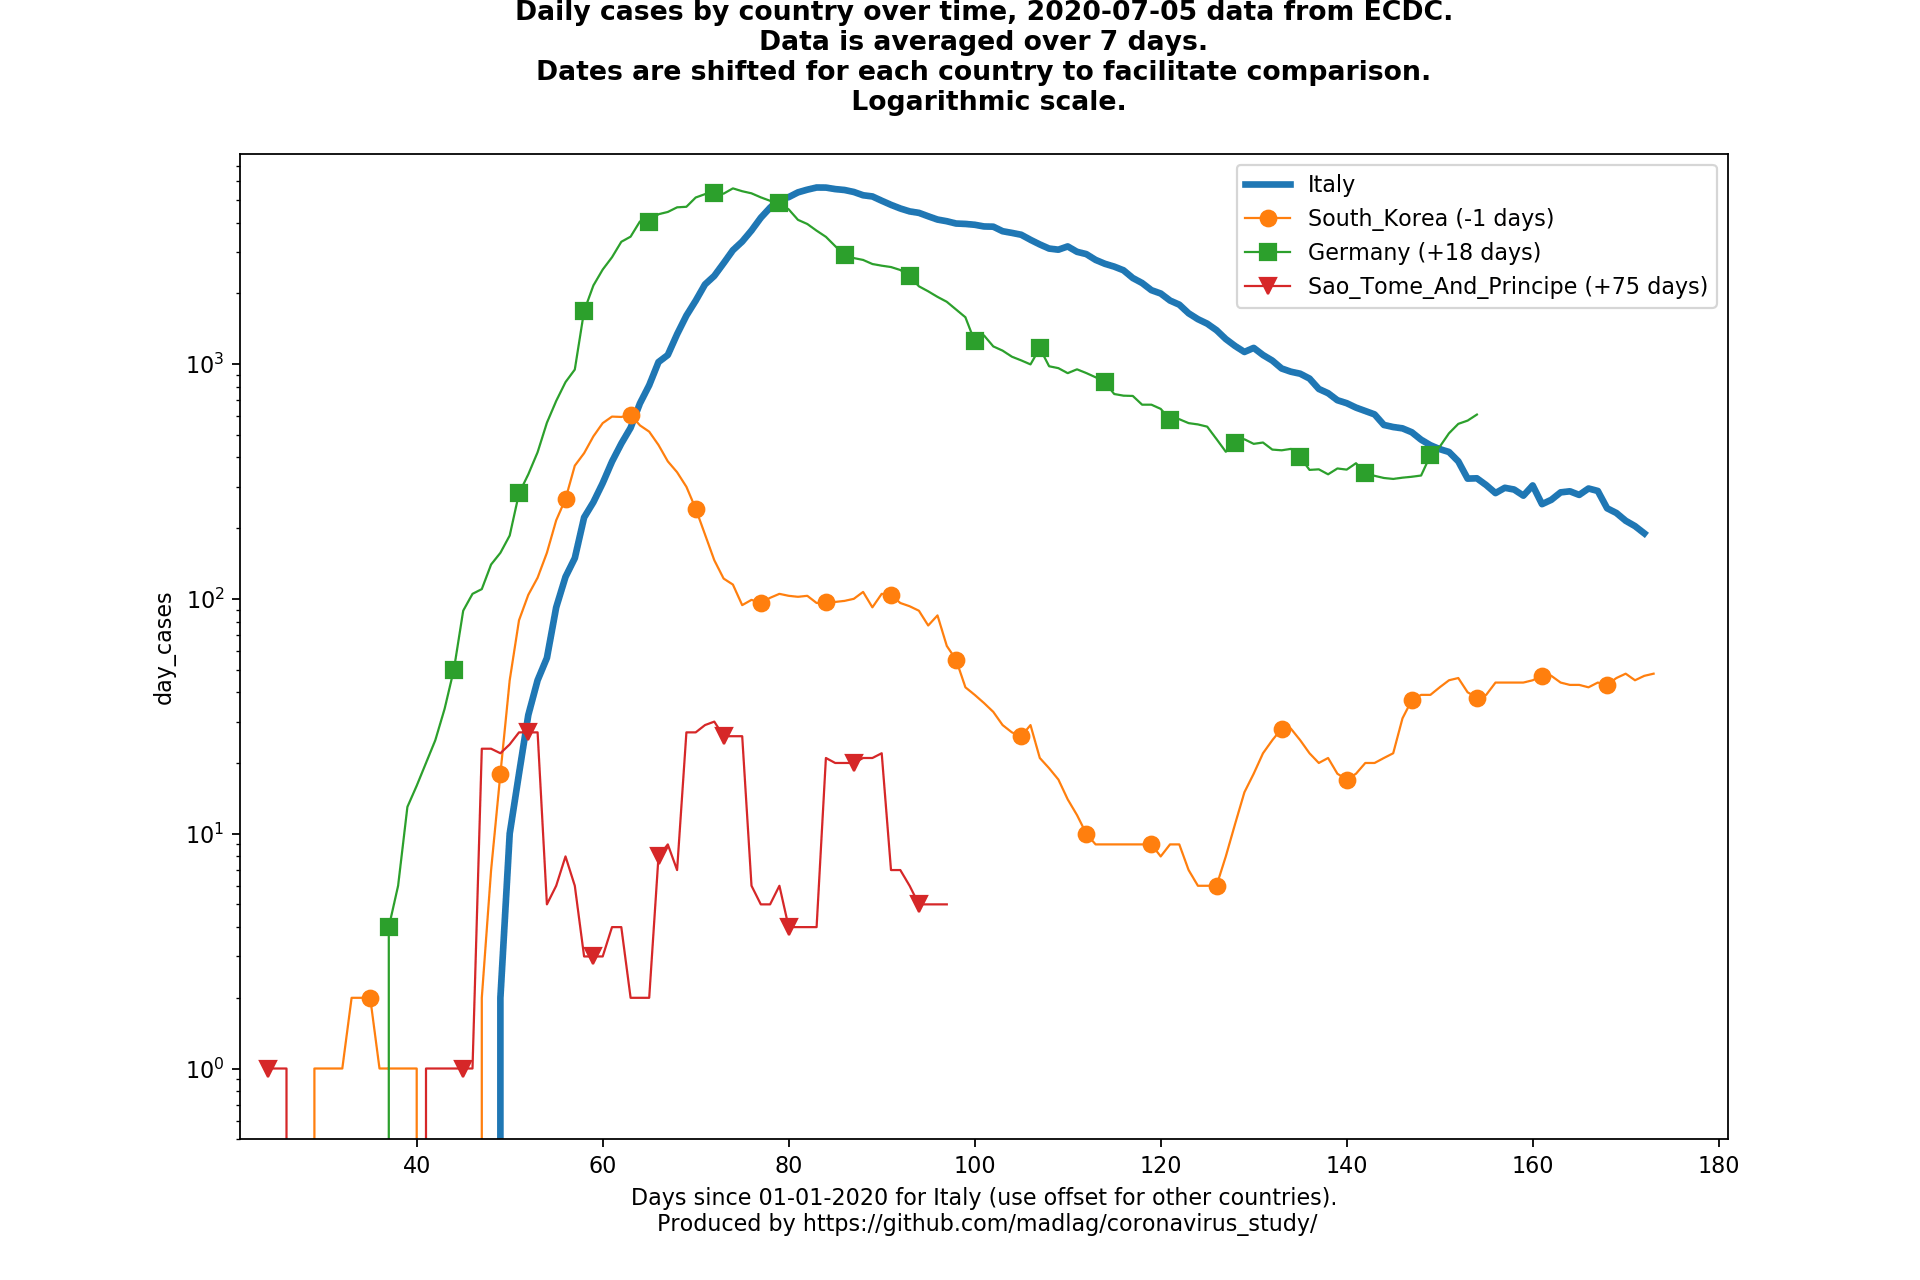 Daily cases by country over time, 2020-07-05 data from ECDC.
Data is averaged over 7 days.
Dates are shifted for each country to facilitate comparison.
Logarithmic scale.
Italy
South_Korea (-1 days)
Germany (+18 days)
Sao_Tome_And_Principe (+75 days)
day_cases
10³
10²
10¹
10⁰
40 60 80 100 120 140 160 180
Days since 01-01-2020 for Italy (use offset for other countries).
Produced by https://github.com/madlag/coronavirus_study/